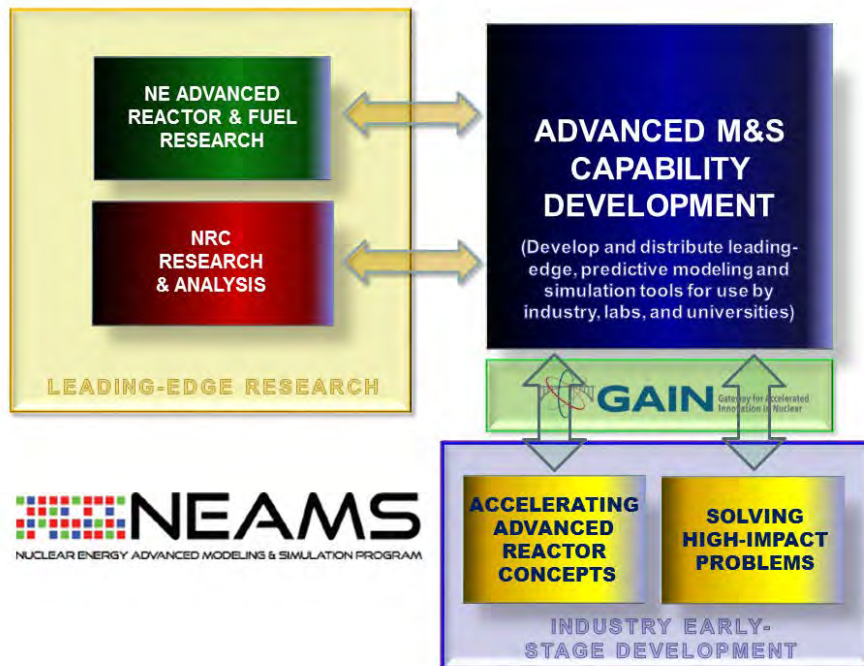 NE ADVANCED
REACTOR & FUEL
RESEARCH
NRC
RESEARCH
& ANALYSIS
LEADING-EDGE RESEARCH
ADVANCED M&S
CAPABILITY
DEVELOPMENT
(Develop and distribute leading-
edge, predictive modeling and
simulation tools for use by
industry, labs, and universities)
GAIN
Gateway for Accelerated
Innovation in Nuclear
NEAMS
NUCLEAR ENERGY ADVANCED MODELING & SIMULATION PROGRAM
ACCELERATING
ADVANCED
REACTOR
CONCEPTS
SOLVING
HIGH-IMPACT
PROBLEMS
INDUSTRY EARLY-
STAGE DEVELOPMENT